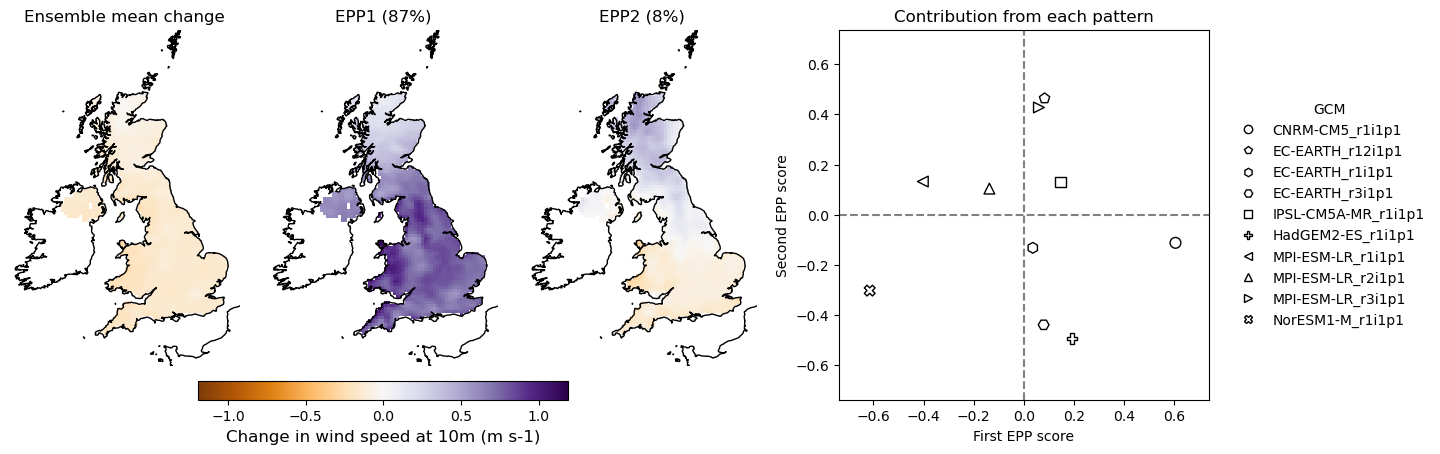 Ensemble mean change
EPP1 (87%)
EPP2 (8%)
Contribution from each pattern
−1.0
−0.5
0.0
0.5
1.0
Change in wind speed at 10m (m s-1)
Second EPP score
0.6
0.4
0.2
0.0
−0.2
−0.4
−0.6
−0.6
−0.4
−0.2
0.0
0.2
0.4
0.6
First EPP score
GCM
CNRM-CM5_r1i1p1
EC-EARTH_r12i1p1
EC-EARTH_r1i1p1
EC-EARTH_r3i1p1
IPSL-CM5A-MR_r1i1p1
HadGEM2-ES_r1i1p1
MPI-ESM-LR_r1i1p1
MPI-ESM-LR_r2i1p1
MPI-ESM-LR_r3i1p1
NorESM1-M_r1i1p1